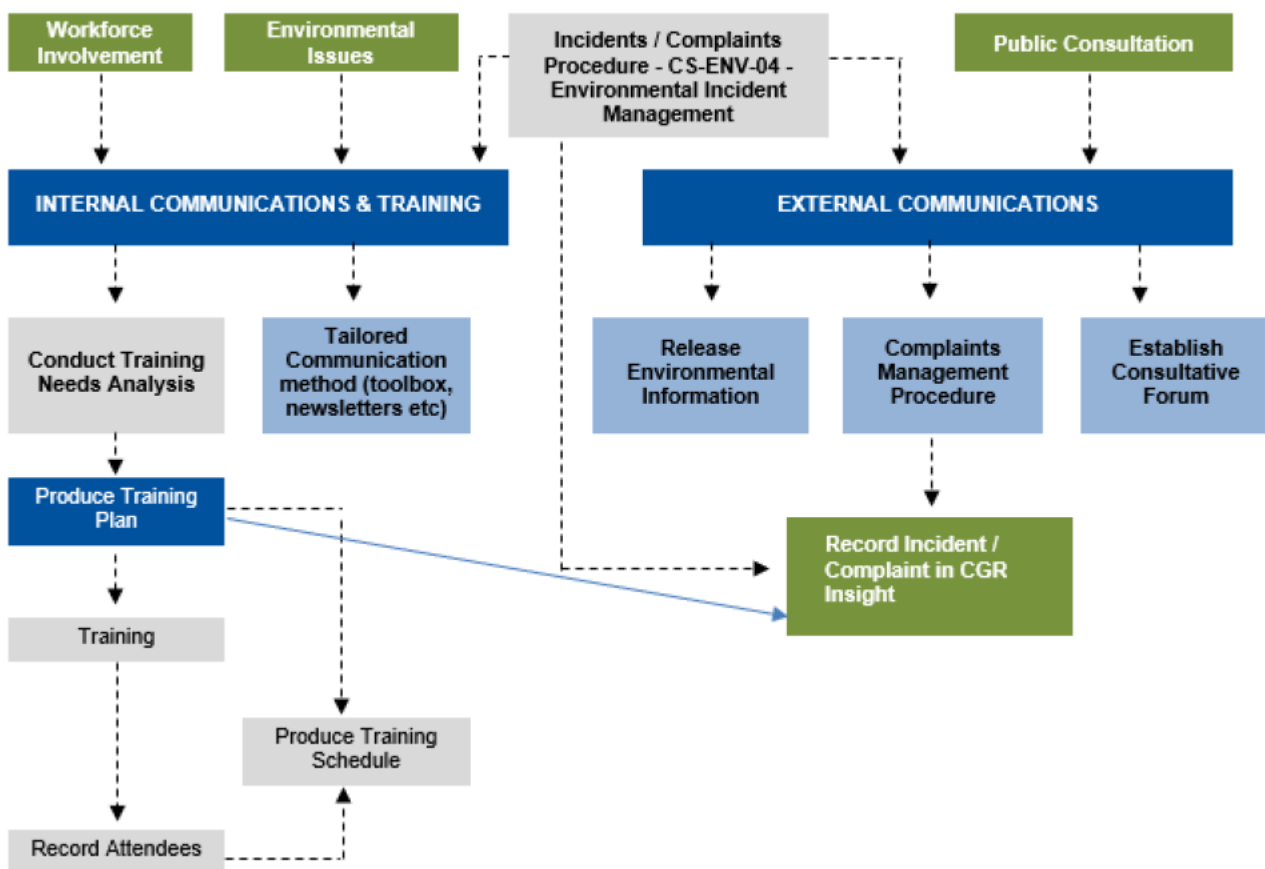 Workforce
Involvement
Environmental
Issues
Incidents / Complaints
Procedure - CS-ENV-04 -
Environmental Incident
Management
Public Consultation
INTERNAL COMMUNICATIONS & TRAINING
EXTERNAL COMMUNICATIONS
Conduct Training
Needs Analysis
Tailored
Communication
method (toolbox,
newsletters etc)
Release
Environmental
Information
Complaints
Management
Procedure
Establish
Consultative
Forum
Produce Training
Plan
Record Incident /
Complaint in CGR
Insight
Training
Produce Training
Schedule
Record Attendees